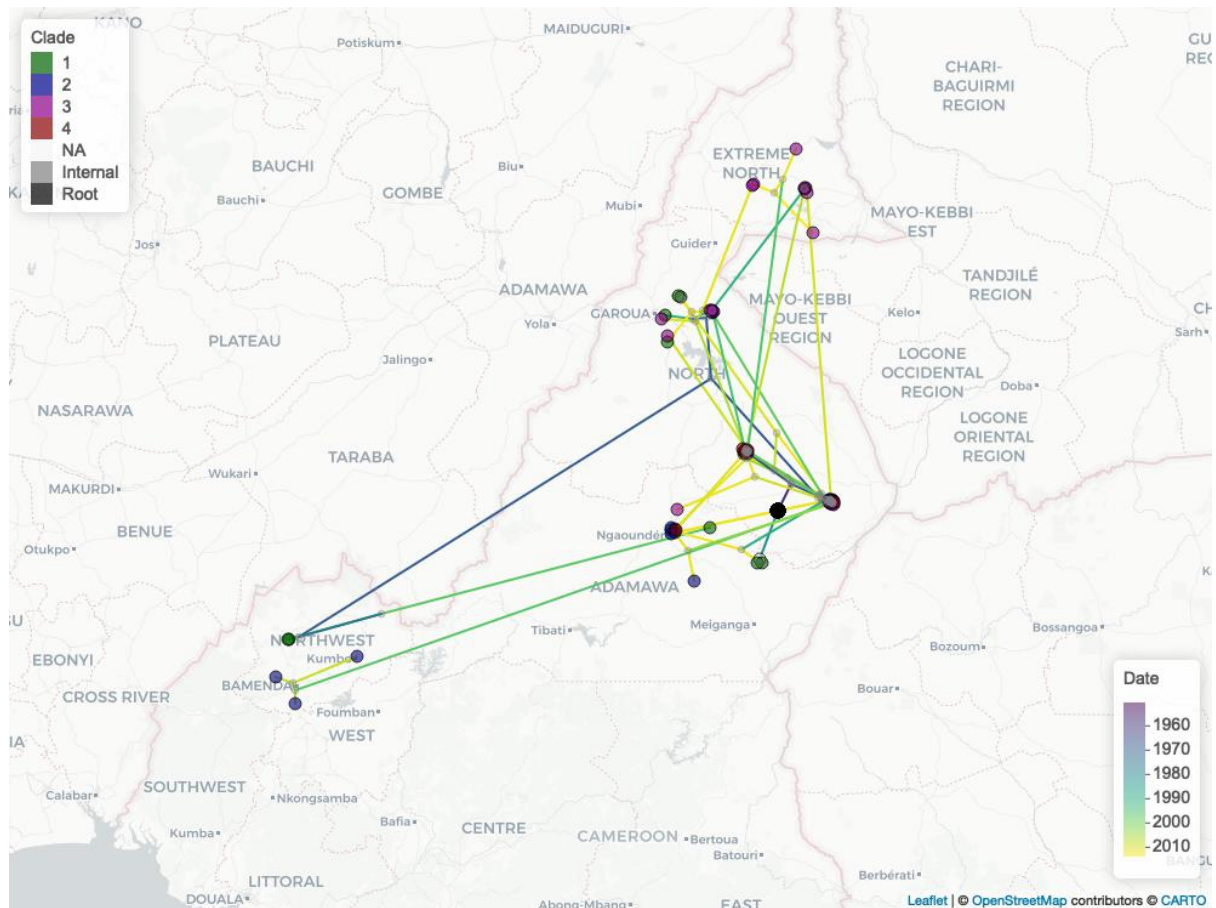 KANO
Clade
1
2
3
4
NA
Internal
Root
Potiskum
MAIDUGURI
CHARI-
BAGUIRMI
REGION
BAUCHI
Bauchi
GOMBE
Biu
Mubi
EXTREME
NORTH
MAYO-KEBBI
EST
Jos
Guider
TANDJILÉ
REGION
ADAMAWA
Yola
GAROUA
MAYO-KEBBI
OUEST
REGION
Kelo
Sarh
PLATEAU
Jalingo
NORTH
LOGONE
OCCIDENTAL
REGION
Doba
NASARAWA
LOGONE
ORIENTAL
REGION
TARABA
Wukari
MAKURDI
BENUE
Otukpo
Ngaoundér
ADAMAWA
Tibati
Meiganga
Bossangoa
Bozoum
NORTHWEST
Kumbo
EBONYI
CROSS RIVER
BAMENDA
Foumban
WEST
Bouar
Date
1960
1970
1980
1990
2000
2010
SOUTHWEST
Calabar
Nkongsamba
Kumba
Bafia
CENTRE
CAMEROON
Bertoua
Batouri
Berbérati
LITTORAL
DOUALA
Abong-Mbang
EAST
Leaflet | © OpenStreetMap contributors © CARTO